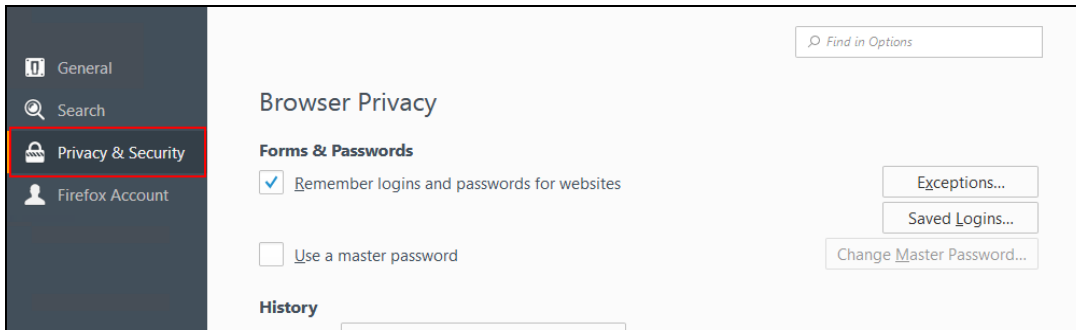 Find in Options
General
Search
Privacy & Security
Firefox Account
Browser Privacy
Forms & Passwords
Remember logins and passwords for websites
Exceptions...
Saved Logins...
Use a master password
Change Master Password...
History